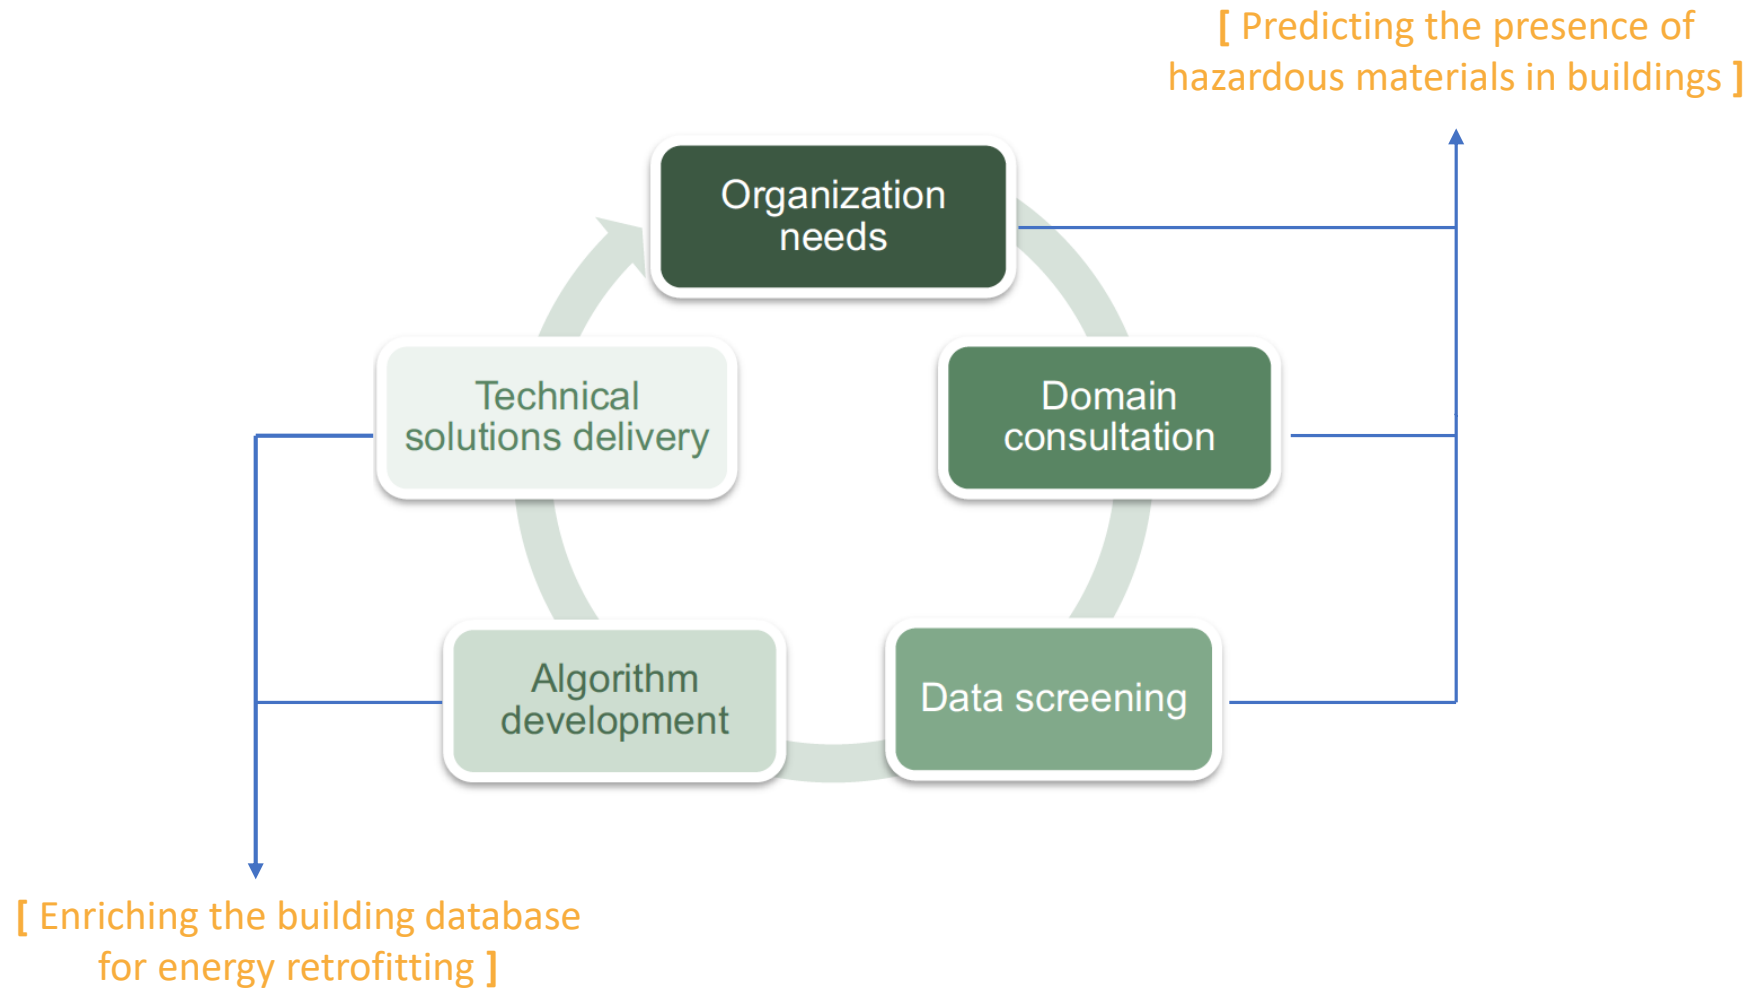 [ Predicting the presence of
hazardous materials in buildings ]
Organization
needs
Technical
solutions delivery
Domain
consultation
Algorithm
development
Data screening
[ Enriching the building database
for energy retrofitting ]